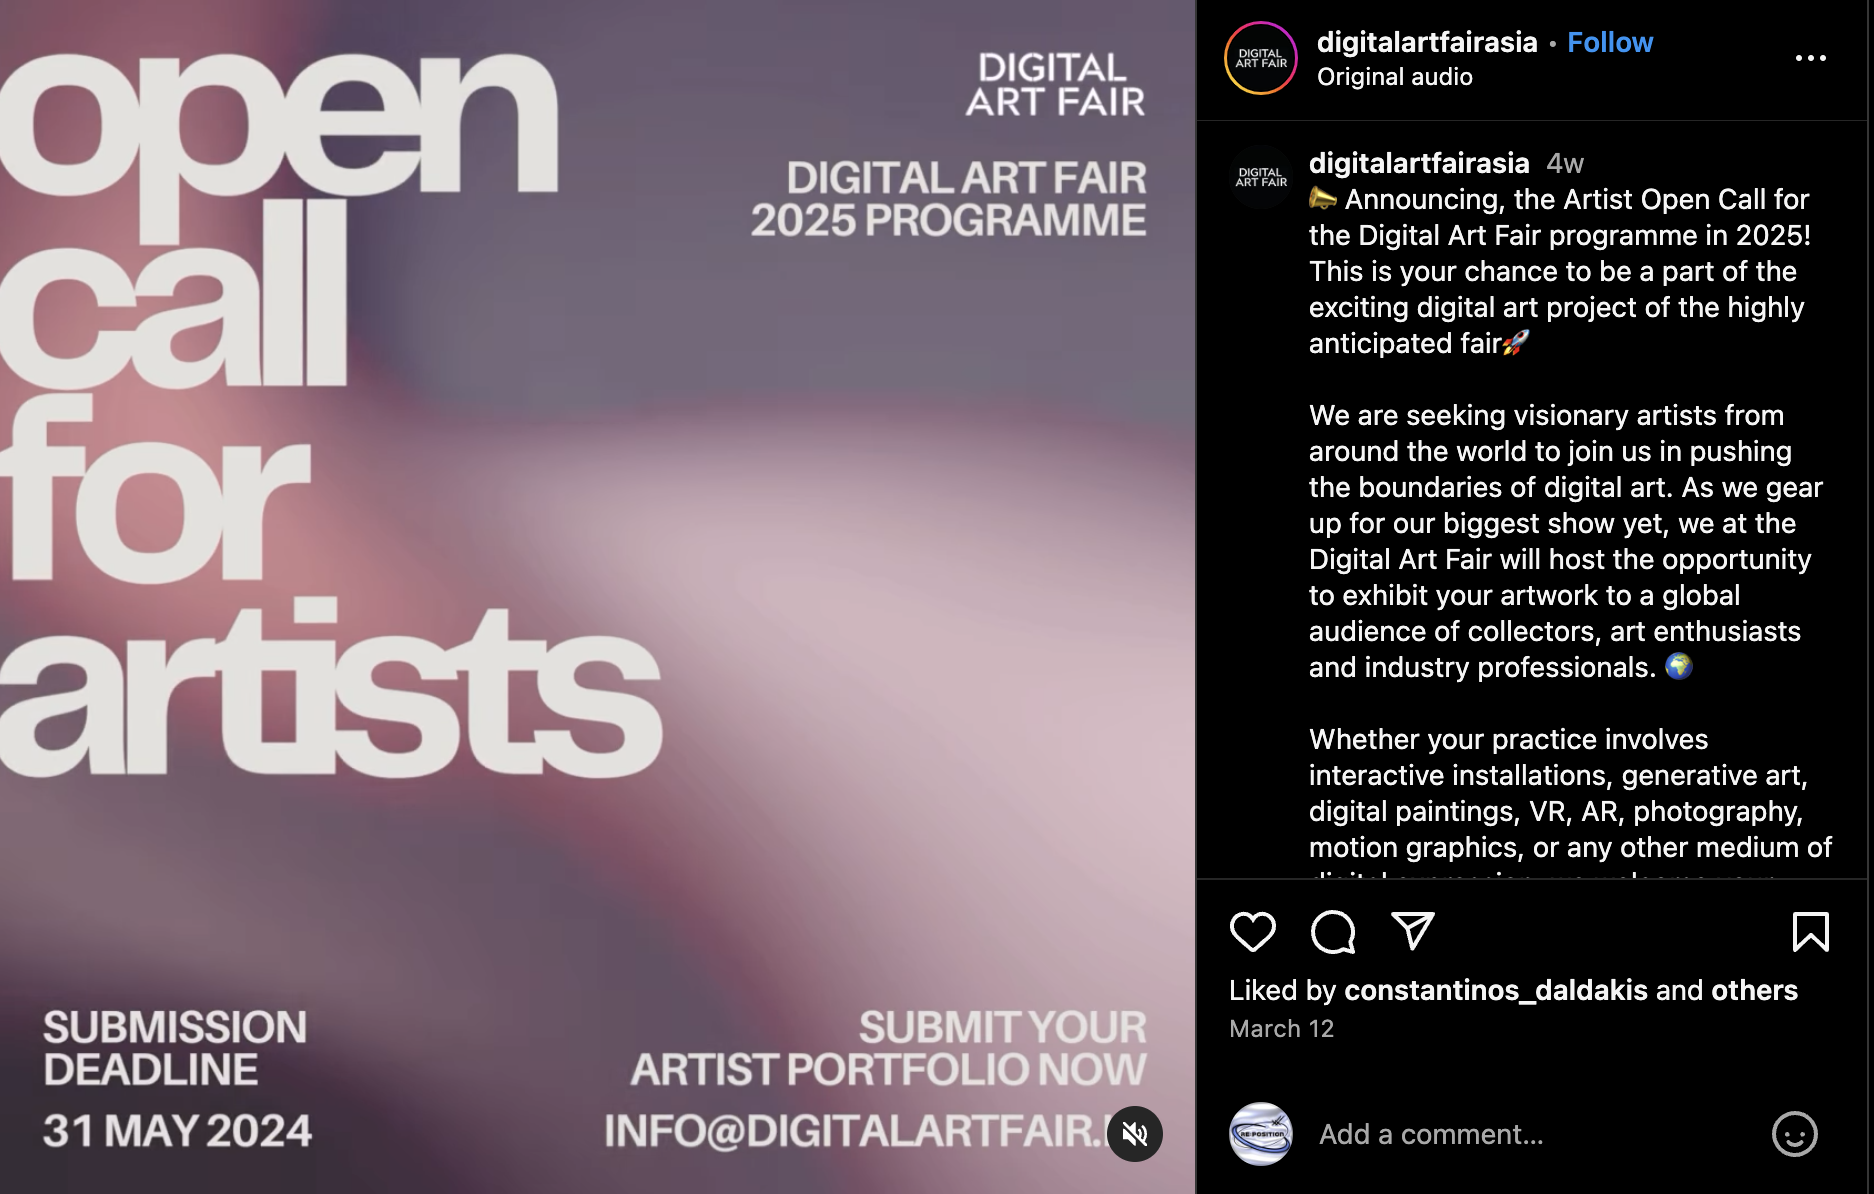 open
call
for
artists
DIGITAL
ART FAIR
DIGITAL ART FAIR
2025 PROGRAMME
SUBMISSION
DEADLINE
31 MAY 2024
SUBMIT YOUR
ARTIST PORTFOLIO NOW
INFO@DIGITALARTFAIR.
DIGITAL
ART FAIR
digitalartfairasia • Follow
Original audio
DIGITAL
ART FAIR
digitalartfairasia 4w
📣 Announcing, the Artist Open Call for
the Digital Art Fair programme in 2025!
This is your chance to be a part of the
exciting digital art project of the highly
anticipated fair🚀
We are seeking visionary artists from
around the world to join us in pushing
the boundaries of digital art. As we gear
up for our biggest show yet, we at the
Digital Art Fair will host the opportunity
to exhibit your artwork to a global
audience of collectors, art enthusiasts
and industry professionals. 🌍
Whether your practice involves
interactive installations, generative art,
digital paintings, VR, AR, photography,
motion graphics, or any other medium of
Liked by constantinos_daldakis and others
March 12
RE:POSITION
Add a comment...